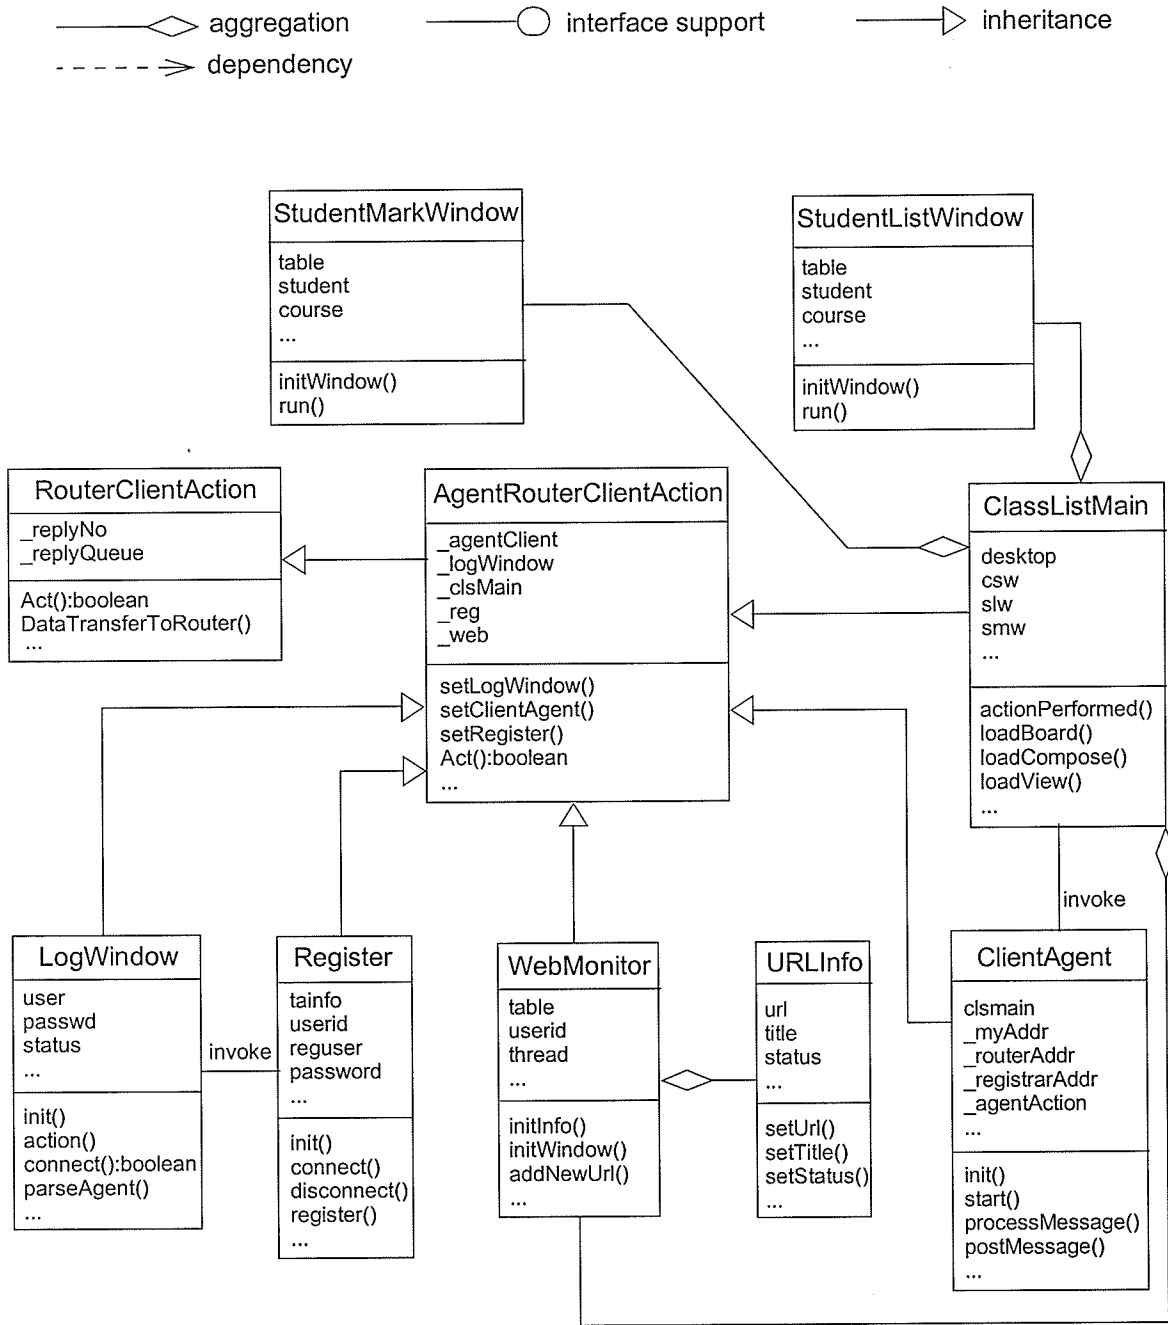 aggregation
interface support
inheritance
dependency
StudentMarkWindow
table
student
course
...
initWindow()
run()
StudentListWindow
table
student
course
...
initWindow()
run()
RouterClientAction
_replyNo
_replyQueue
Act():boolean
DataTransferToRouter()
...
AgentRouterClientAction
_agentClient
_logWindow
_clsMain
_reg
_web
setLogWindow()
setClientAgent()
setRegister()
Act():boolean
...
ClassListMain
desktop
csw
slw
smw
...
actionPerformed()
loadBoard()
loadCompose()
loadView()
...
invoke
LogWindow
user
passwd
status
...
init()
action()
connect():boolean
parseAgent()
...
invoke
Register
tainfo
userid
reguser
password
...
init()
connect()
disconnect()
register()
...
WebMonitor
table
userid
thread
...
initInfo()
initWindow()
addNewUrl()
...
URLInfo
url
title
status
...
setUrl()
setTitle()
setStatus()
...
ClientAgent
clsmain
_myAddr
_routerAddr
_registrarAddr
_agentAction
...
init()
start()
processMessage()
postMessage()
...